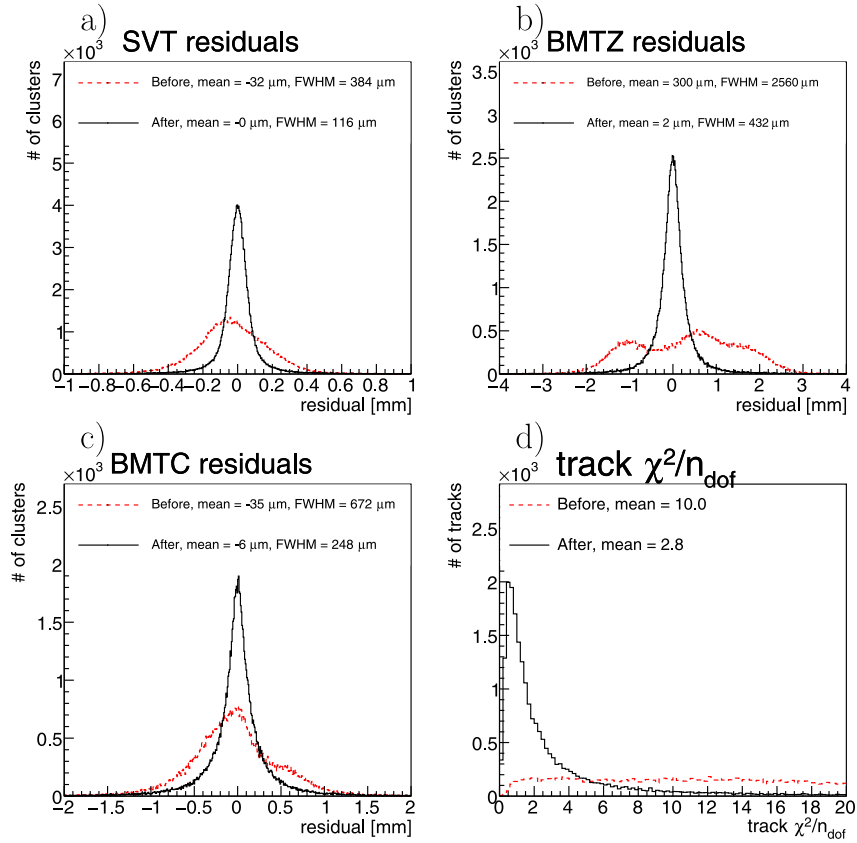 a)
SVT residuals
×10³
# of clusters
Before, mean = -32 μm, FWHM = 384 μm
After, mean = -0 μm, FWHM = 116 μm
7
6
5
4
3
2
1
0
−1 −0.8 −0.6 −0.4 −0.2 0 0.2 0.4 0.6 0.8 1
residual [mm]
b)
BMTZ residuals
×10³
# of clusters
Before, mean = 300 μm, FWHM = 2560 μm
After, mean = 2 μm, FWHM = 432 μm
3.5
3
2.5
2
1.5
1
0.5
0
−4 −3 −2 −1 0 1 2 3 4
residual [mm]
c)
BMTC residuals
×10³
# of clusters
Before, mean = -35 μm, FWHM = 672 μm
After, mean = -6 μm, FWHM = 248 μm
2.5
2
1.5
1
0.5
0
−2 −1.5 −1 −0.5 0 0.5 1 1.5 2
residual [mm]
d)
track χ²/n_dof
×10³
# of tracks
Before, mean = 10.0
After, mean = 2.8
2.5
2
1.5
1
0.5
0
0 2 4 6 8 10 12 14 16 18 20
track χ²/n_dof